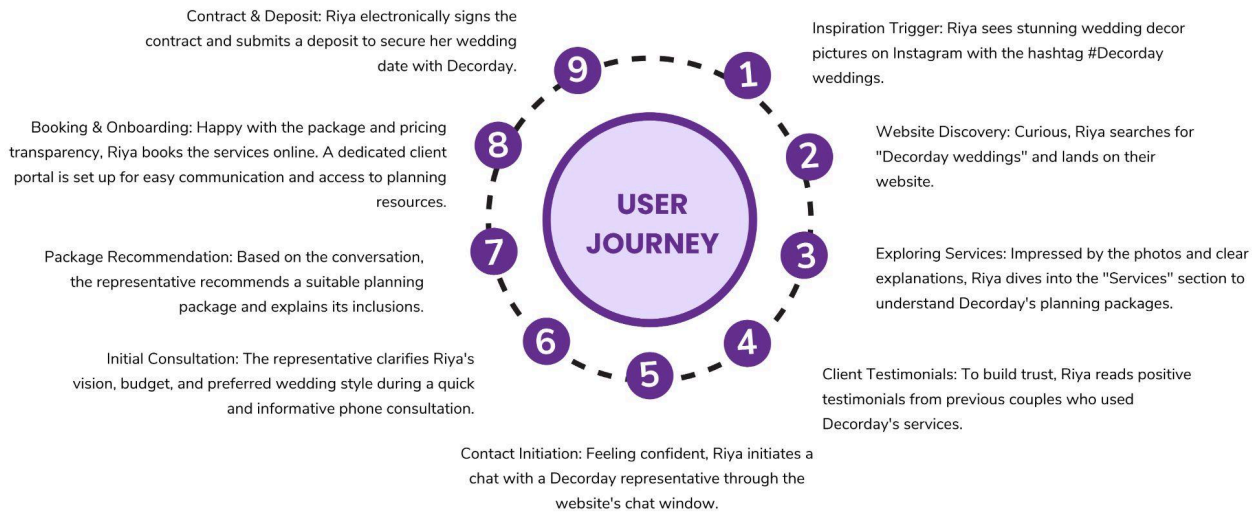 USER
JOURNEY
1
Inspiration Trigger: Riya sees stunning wedding decor
pictures on Instagram with the hashtag #Decorday
weddings.
2
Website Discovery: Curious, Riya searches for
"Decorday weddings" and lands on their
website.
3
Exploring Services: Impressed by the photos and clear
explanations, Riya dives into the "Services" section to
understand Decorday's planning packages.
4
Client Testimonials: To build trust, Riya reads positive
testimonials from previous couples who used
Decorday's services.
5
Contact Initiation: Feeling confident, Riya initiates a
chat with a Decorday representative through the
website's chat window.
6
Initial Consultation: The representative clarifies Riya's
vision, budget, and preferred wedding style during a quick
and informative phone consultation.
7
Package Recommendation: Based on the conversation,
the representative recommends a suitable planning
package and explains its inclusions.
8
Booking & Onboarding: Happy with the package and pricing
transparency, Riya books the services online. A dedicated client
portal is set up for easy communication and access to planning
resources.
9
Contract & Deposit: Riya electronically signs the
contract and submits a deposit to secure her wedding
date with Decorday.